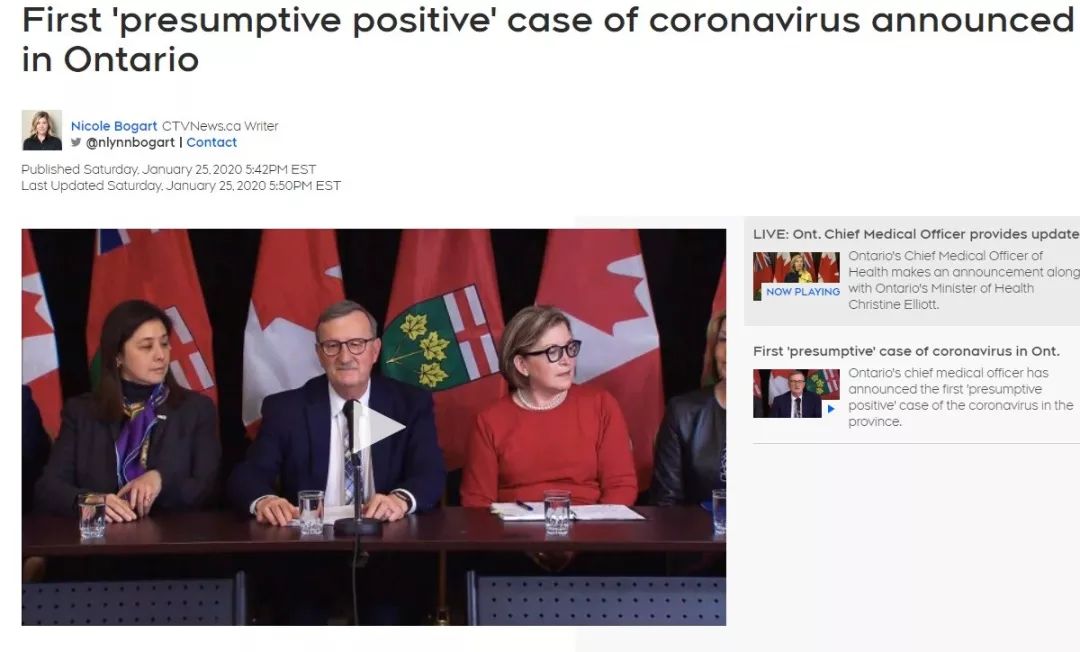 First 'presumptive positive' case of coronavirus announced
in Ontario
Nicole Bogart CTVNews.ca Writer
@nlynnbogart | Contact
Published Saturday, January 25, 2020 5:42PM EST
Last Updated Saturday, January 25, 2020 5:50PM EST
LIVE: Ont. Chief Medical Officer provides update
NOW PLAYING
Ontario's Chief Medical Officer of
Health makes an announcement along
with Ontario's Minister of Health
Christine Elliott.
First 'presumptive' case of coronavirus in Ont.
Ontario's chief medical officer has
announced the first 'presumptive
positive' case of the coronavirus in the
province.